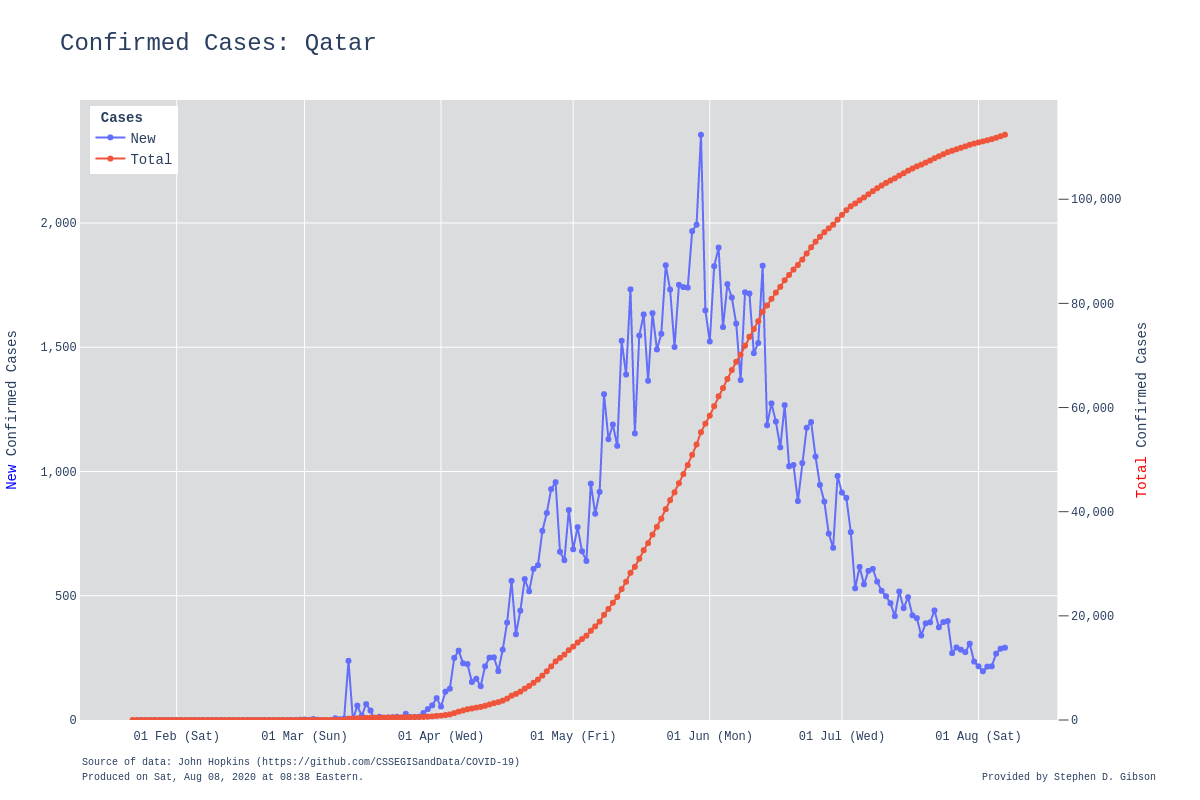 Confirmed Cases: Qatar
Cases
New
Total
2,000
1,500
1,000
500
0
100,000
80,000
60,000
40,000
20,000
0
New Confirmed Cases
Total Confirmed Cases
01 Feb (Sat)
01 Mar (Sun)
01 Apr (Wed)
01 May (Fri)
01 Jun (Mon)
01 Jul (Wed)
01 Aug (Sat)
Source of data: John Hopkins (https://github.com/CSSEGISandData/COVID-19)
Produced on Sat, Aug 08, 2020 at 08:38 Eastern.
Provided by Stephen D. Gibson